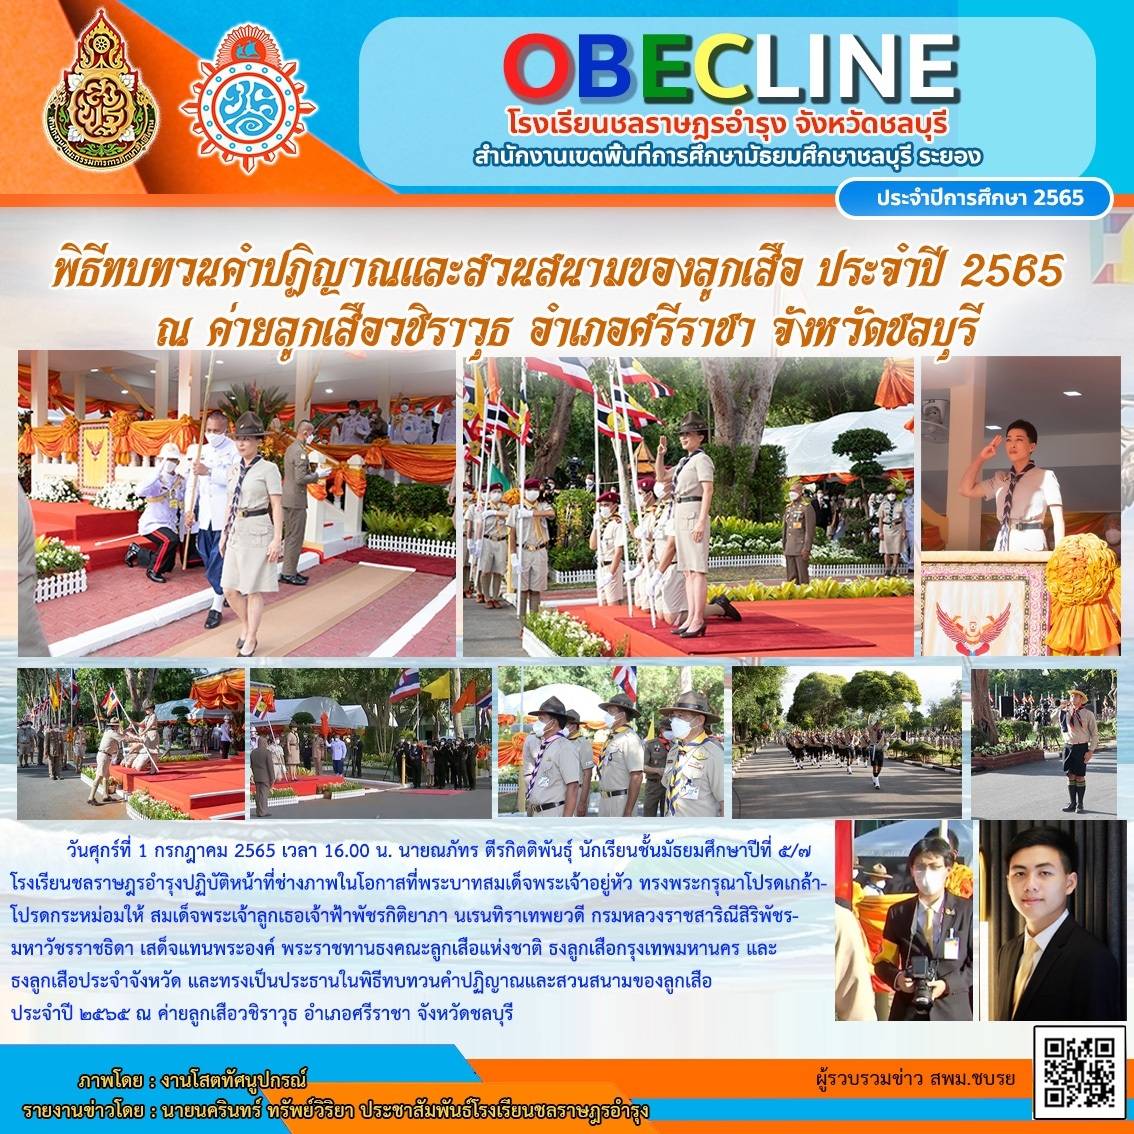 OBECLINE
โรงเรียนชลราษฎรอำรุง จังหวัดชลบุรี
สำนักงานเขตพื้นที่การศึกษามัธยมศึกษาชลบุรี ระยอง
ประจำปีการศึกษา 2565
พิธีทบทวนคำปฏิญาณและสวนสนามของลูกเสือ ประจำปี 2565
ณ ค่ายลูกเสือวชิราวุธ อำเภอศรีราชา จังหวัดชลบุรี
วันศุกร์ที่ 1 กรกฎาคม 2565 เวลา 16.00 น. นายณภัทร ตีรกิตติพันธุ์ นักเรียนชั้นมัธยมศึกษาปีที่ ๕/๗
โรงเรียนชลราษฎรอำรุงปฏิบัติหน้าที่ช่างภาพในโอกาสที่พระบาทสมเด็จพระเจ้าอยู่หัว ทรงพระกรุณาโปรดเกล้า-
โปรดกระหม่อมให้ สมเด็จพระเจ้าลูกเธอเจ้าฟ้าพัชรกิติยาภา นเรนทิราเทพยวดี กรมหลวงราชสาริณีสิริพัชร-
มหาวัชรราชธิดา เสด็จแทนพระองค์ พระราชทานธงคณะลูกเสือแห่งชาติ ธงลูกเสือกรุงเทพมหานคร และ
ธงลูกเสือประจำจังหวัด และทรงเป็นประธานในพิธีทบทวนคำปฏิญาณและสวนสนามของลูกเสือ
ประจำปี ๒๕๖๕ ณ ค่ายลูกเสือวชิราวุธ อำเภอศรีราชา จังหวัดชลบุรี
ภาพโดย : งานโสตทัศนูปกรณ์
รายงานข่าวโดย : นายนครินทร์ ทรัพย์วิริยา ประชาสัมพันธ์โรงเรียนชลราษฎรอำรุง
ผู้รวบรวมข่าว สพม.ชบรย